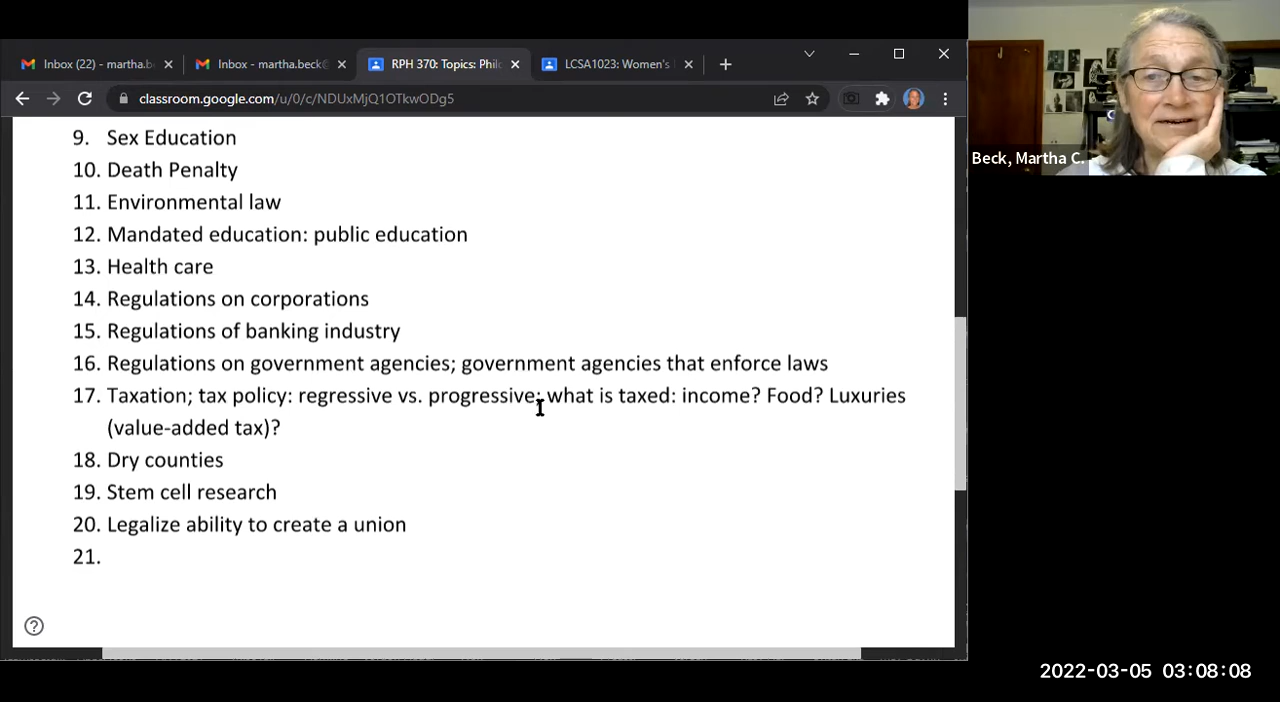 Inbox (22) - martha.b
Inbox - martha.beck@
RPH 370: Topics: Phil
LCSA1023: Women's
classroom.google.com/u/0/c/NDUxMjQ1OTkwODg5
Beck, Martha C.
9. Sex Education
10. Death Penalty
11. Environmental law
12. Mandated education: public education
13. Health care
14. Regulations on corporations
15. Regulations of banking industry
16. Regulations on government agencies; government agencies that enforce laws
17. Taxation; tax policy: regressive vs. progressive; what is taxed: income? Food? Luxuries
(value-added tax)?
18. Dry counties
19. Stem cell research
20. Legalize ability to create a union
21.
2022-03-05 03:08:08